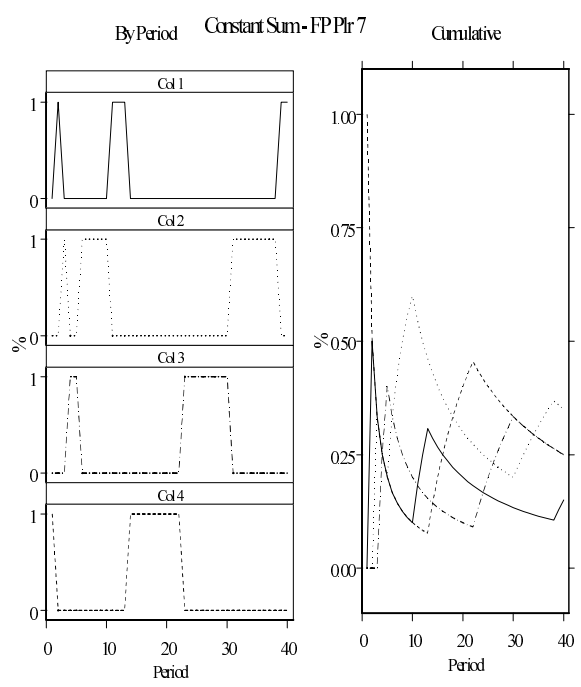 Constant Sum - FP Plr 7
By Period
Cumulative
Col 1
1
0
Col 2
1
0
Col 3
1
0
Col 4
1
0
%
0 10 20 30 40
Period
1.00
0.75
0.50
0.25
0.00
%
0 10 20 30 40
Period